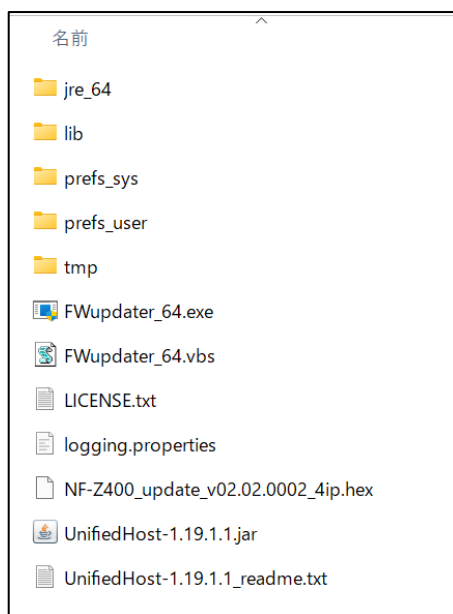 名前
jre_64
lib
prefs_sys
prefs_user
tmp
FWupdater_64.exe
FWupdater_64.vbs
LICENSE.txt
logging.properties
NF-Z400_update_v02.02.0002_4ip.hex
UnifiedHost-1.19.1.1.jar
UnifiedHost-1.19.1.1_readme.txt